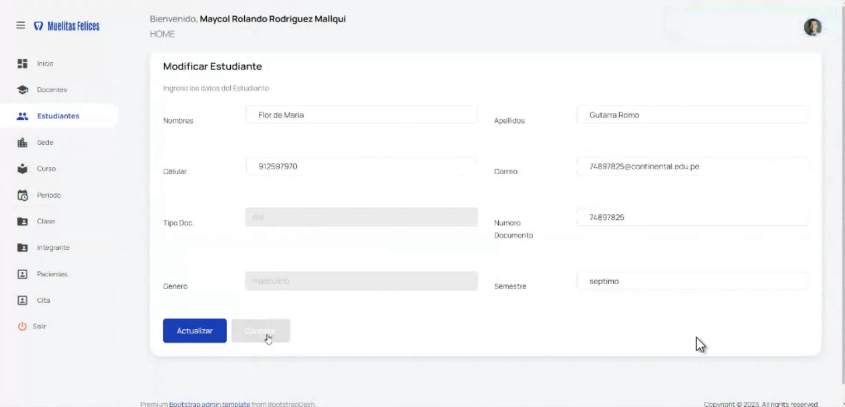 Bienvenido, Maycol Rolando Rodriguez Mallqui
Muelitas Felices
HOME
Inicio
Docentes
Estudiantes
Sede
Curso
Periodo
Clase
Integrante
Pacientes
Cita
Salir
Modificar Estudiante
Ingrese los datos del Estudiante
Nombres
Flor de Maria
Apellidos
Gutarra Romo
Celular
912597970
Correo
74897825@continental.edu.pe
Tipo Doc.
dni
Numero
Documento
74897825
Genero
masculino
Semestre
septimo
Actualizar
Cancelar
Premium Bootstrap admin template from BootstrapDash.
Copyright © 2023. All rights reserved.